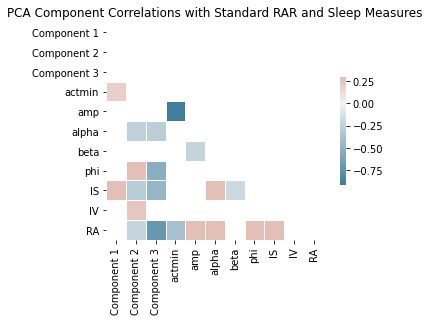 PCA Component Correlations with Standard RAR and Sleep Measures
Component 1
Component 2
Component 3
actmin
amp
alpha
beta
phi
IS
IV
RA
0.25
0.00
−0.25
−0.50
−0.75
Component 1
Component 2
Component 3
actmin
amp
alpha
beta
phi
IS
IV
RA